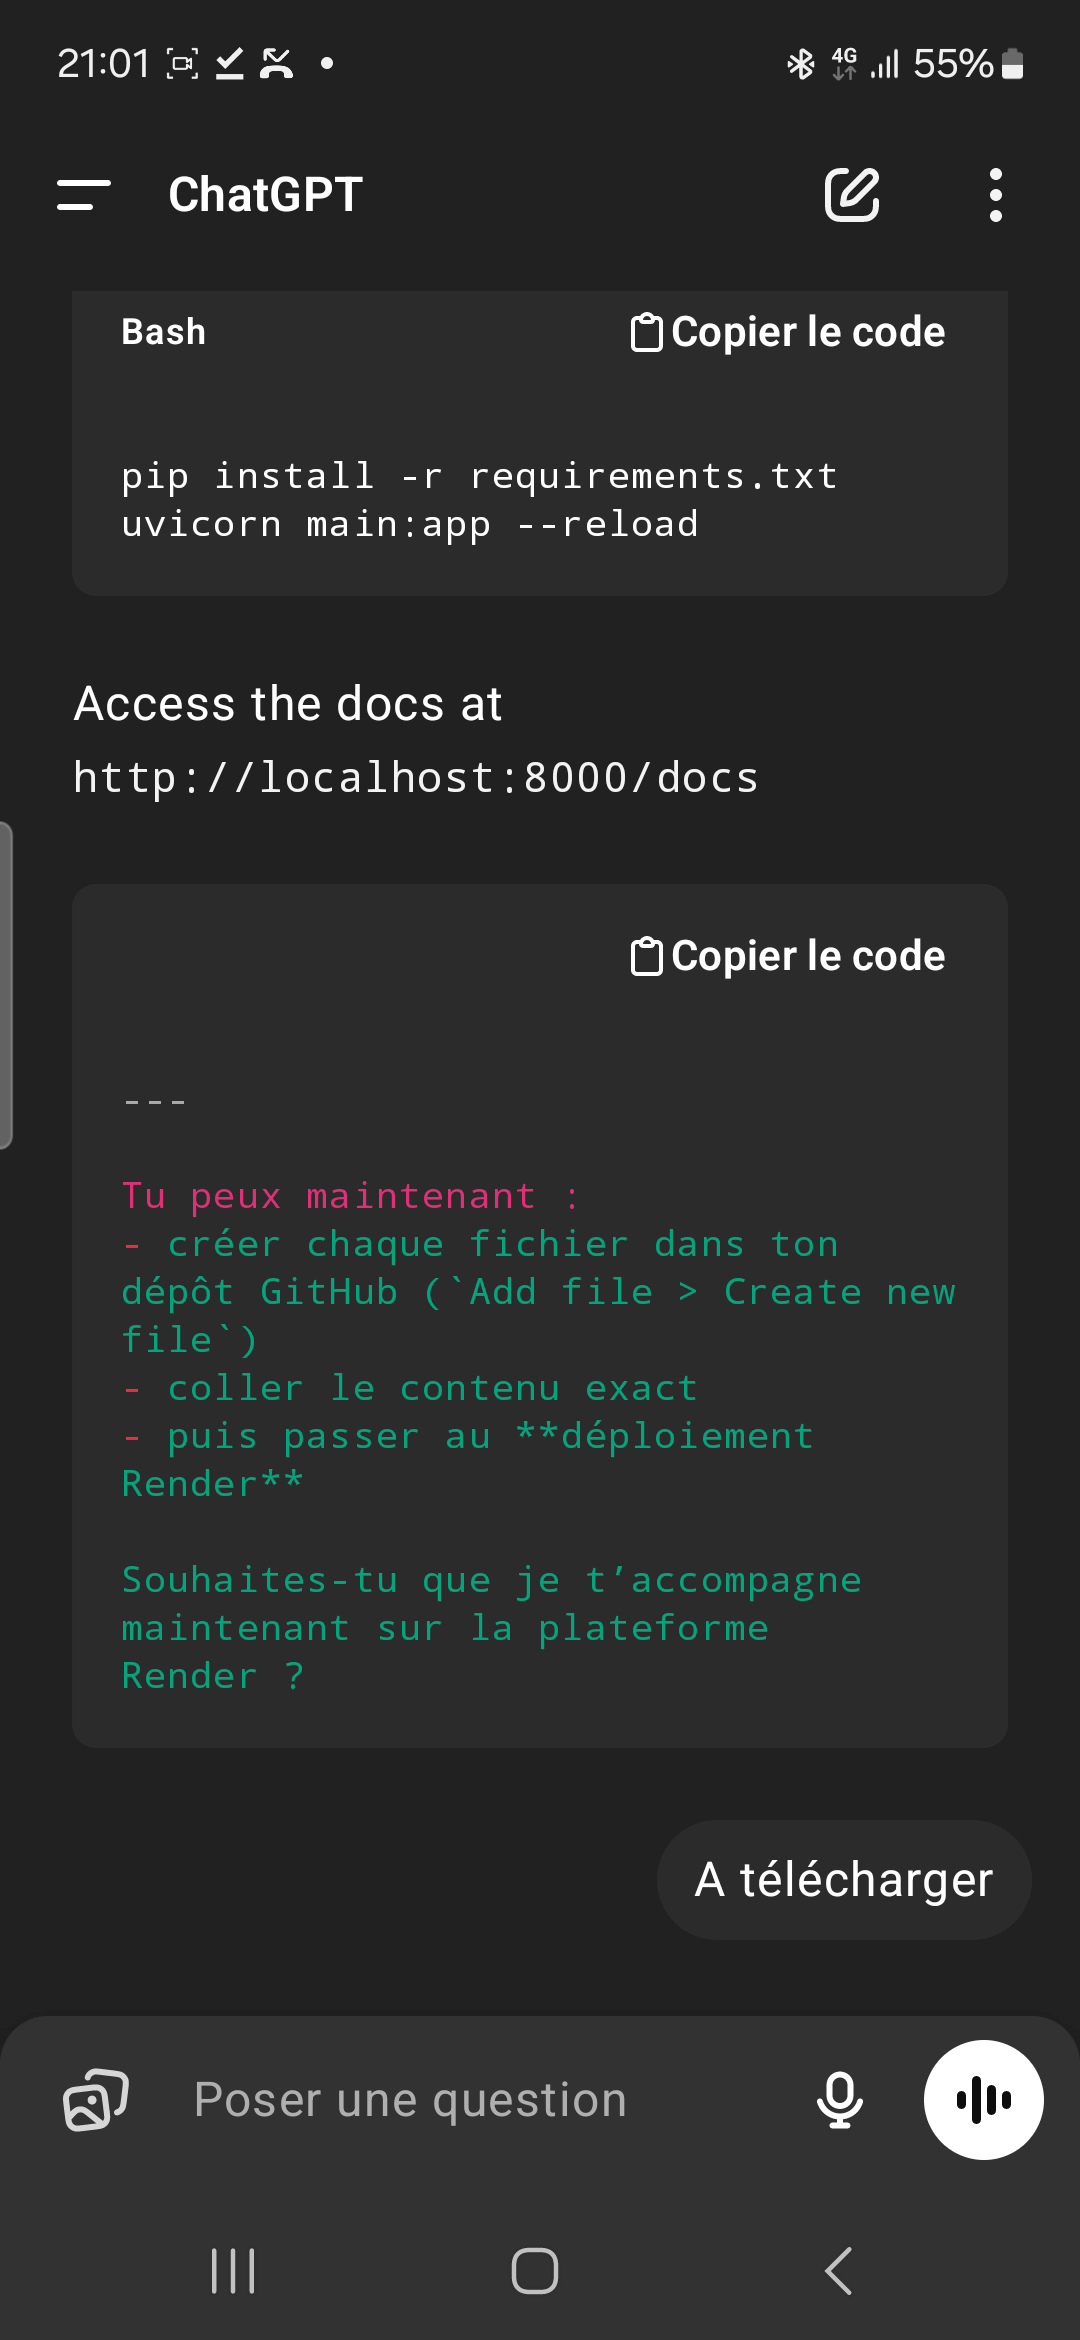 21:01
4G
55%
ChatGPT
Bash
Copier le code
pip install -r requirements.txt
uvicorn main:app --reload
Access the docs at
http://localhost:8000/docs
Copier le code
---
Tu peux maintenant :
- créer chaque fichier dans ton
dépôt GitHub (`Add file > Create new
file`)
- coller le contenu exact
- puis passer au **déploiement
Render**
Souhaites-tu que je t’accompagne
maintenant sur la plateforme
Render ?
A télécharger
Poser une question